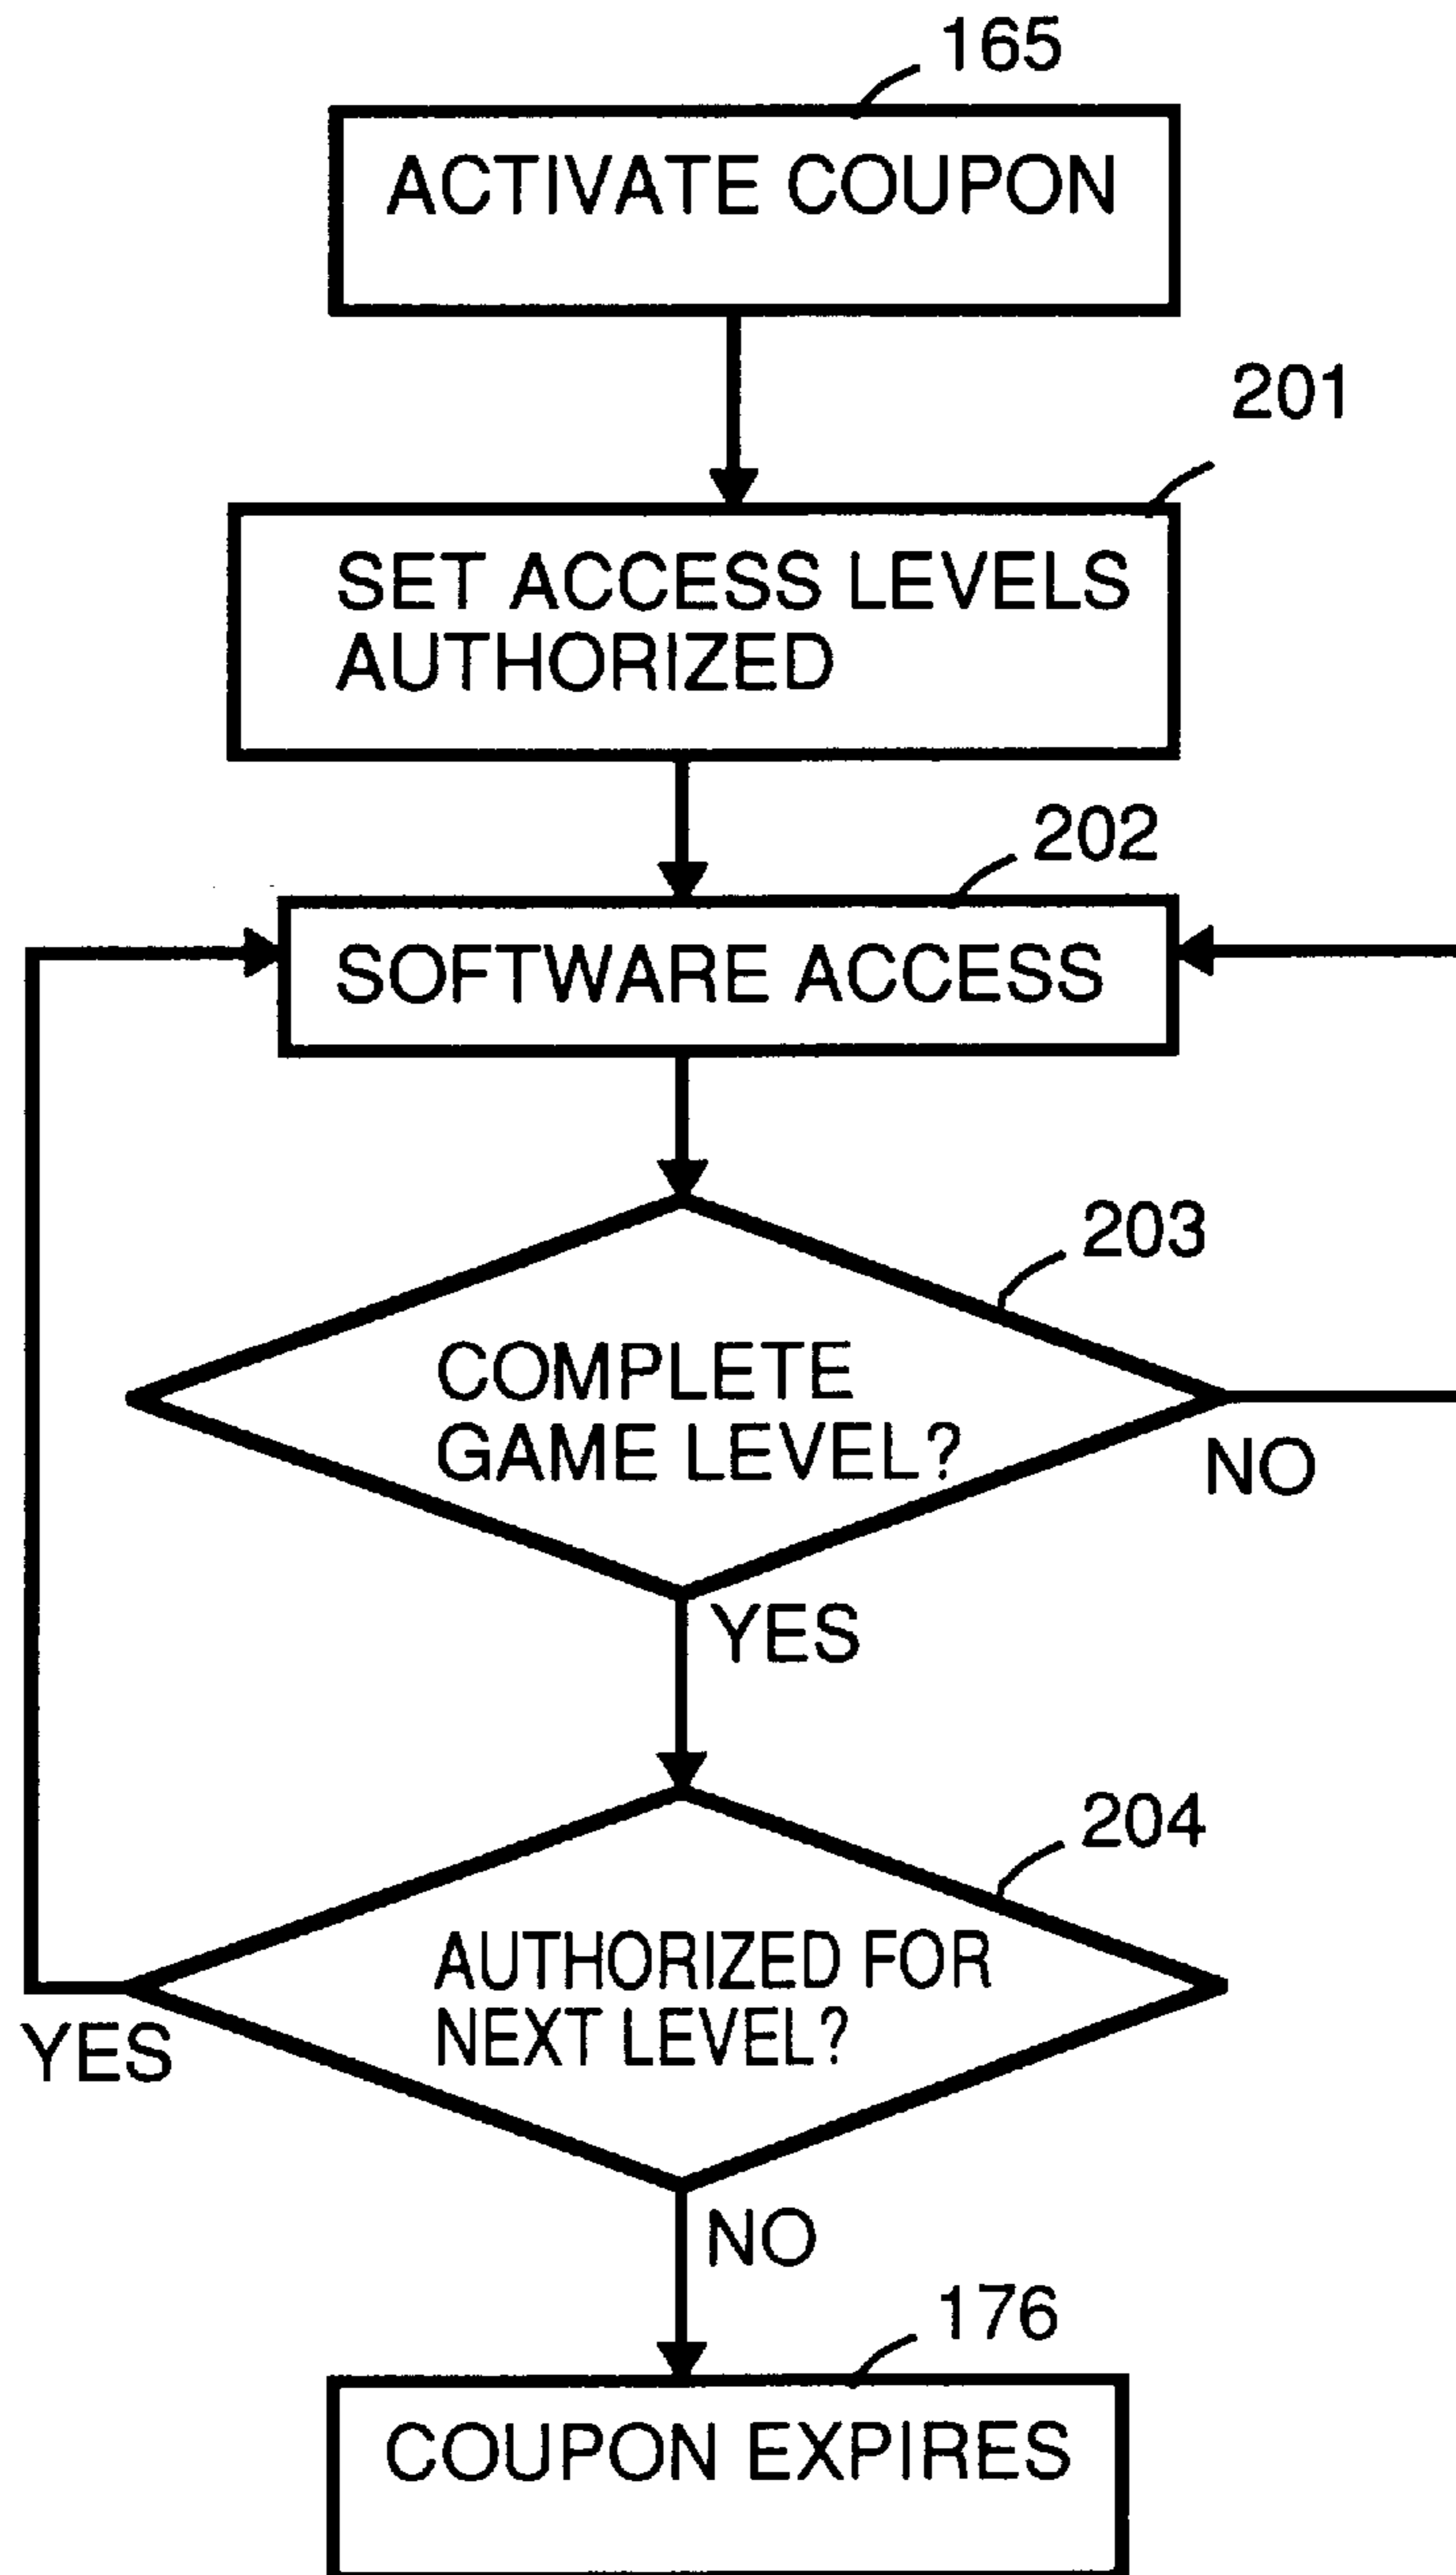 165
ACTIVATE COUPON
201
SET ACCESS LEVELS
AUTHORIZED
202
SOFTWARE ACCESS
203
COMPLETE
GAME LEVEL?
NO
YES
204
AUTHORIZED FOR
NEXT LEVEL?
YES
NO
176
COUPON EXPIRES